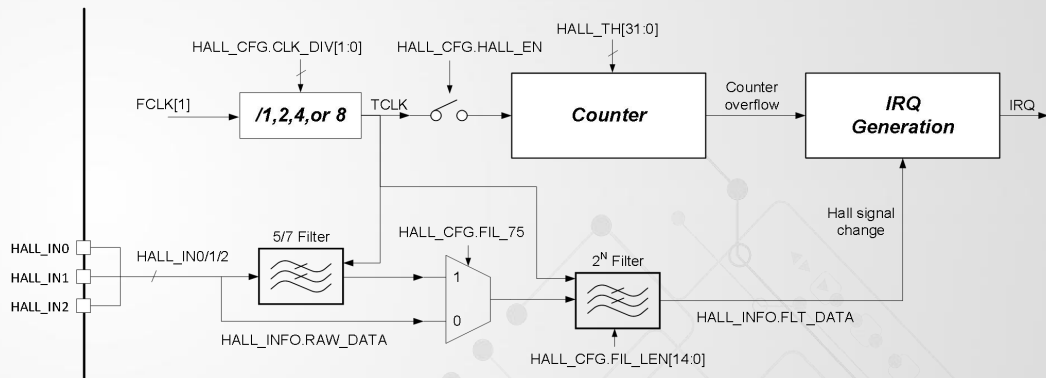 HALL_CFG.CLK_DIV[1:0]
HALL_CFG.HALL_EN
HALL_TH[31:0]
FCLK[1]
/1,2,4,or 8
TCLK
Counter
Counter
overflow
IRQ
Generation
IRQ
Hall signal
change
HALL_IN0
HALL_IN1
HALL_IN2
HALL_IN0/1/2
5/7 Filter
HALL_CFG.FIL_75
1
0
2^N Filter
HALL_INFO.RAW_DATA
HALL_INFO.FLT_DATA
HALL_CFG.FIL_LEN[14:0]